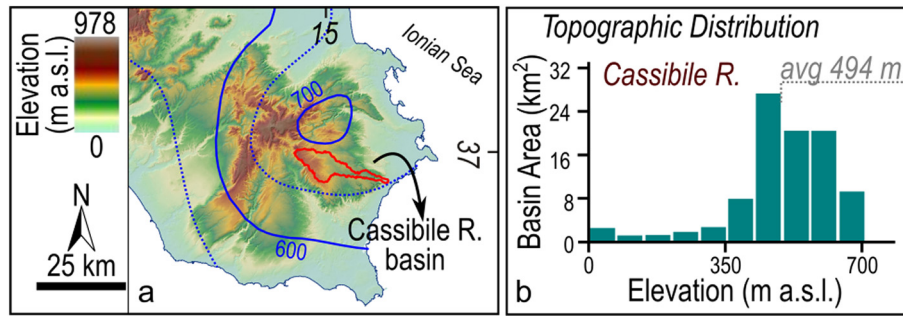 978
Elevation
(m a.s.l.)
0
N
25 km
a
15
Ionian Sea
700
37
Cassibile R.
basin
600
Topographic Distribution
Cassibile R.
avg 494 m
Basin Area (km²)
32
24
16
8
0
0
350
700
Elevation (m a.s.l.)
b